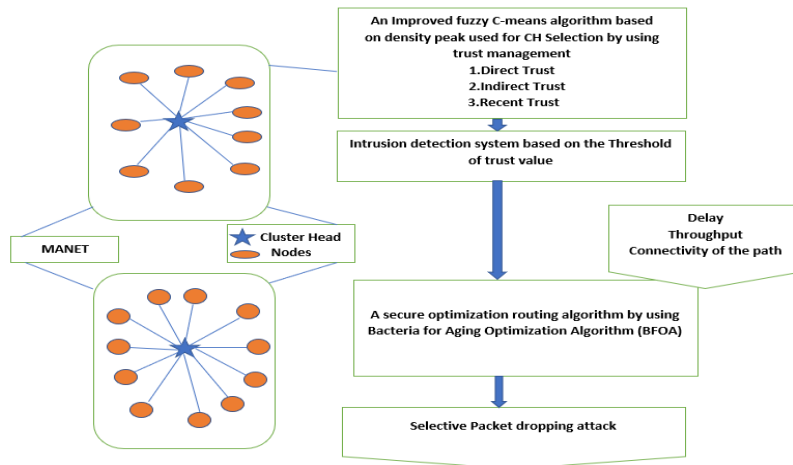 An Improved fuzzy C-means algorithm based
on density peak used for CH Selection by using
trust management
1.Direct Trust
2.Indirect Trust
3.Recent Trust
Intrusion detection system based on the Threshold
of trust value
MANET
Cluster Head
Nodes
Delay
Throughput
Connectivity of the path
A secure optimization routing algorithm by using
Bacteria for Aging Optimization Algorithm (BFOA)
Selective Packet dropping attack